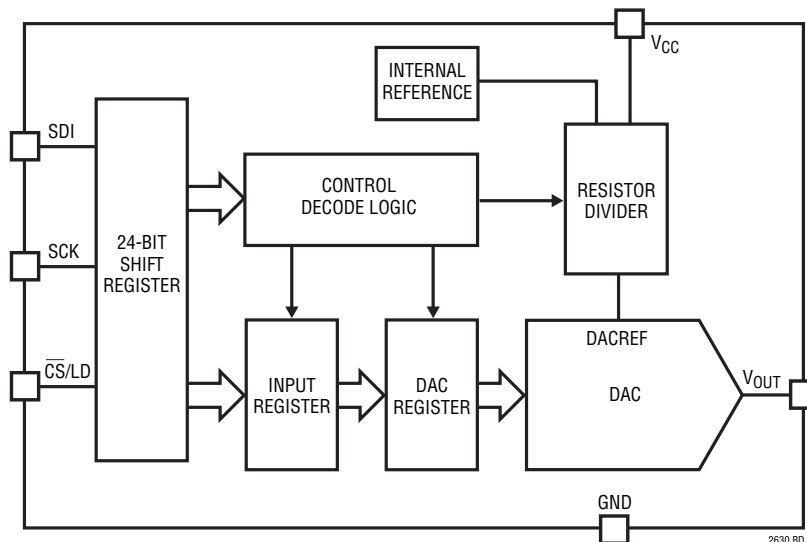 VCC
INTERNAL
REFERENCE
SDI
CONTROL
DECODE LOGIC
RESISTOR
DIVIDER
SCK
24-BIT
SHIFT
REGISTER
CS/LD
INPUT
REGISTER
DAC
REGISTER
DACREF
DAC
VOUT
GND
2630 BD